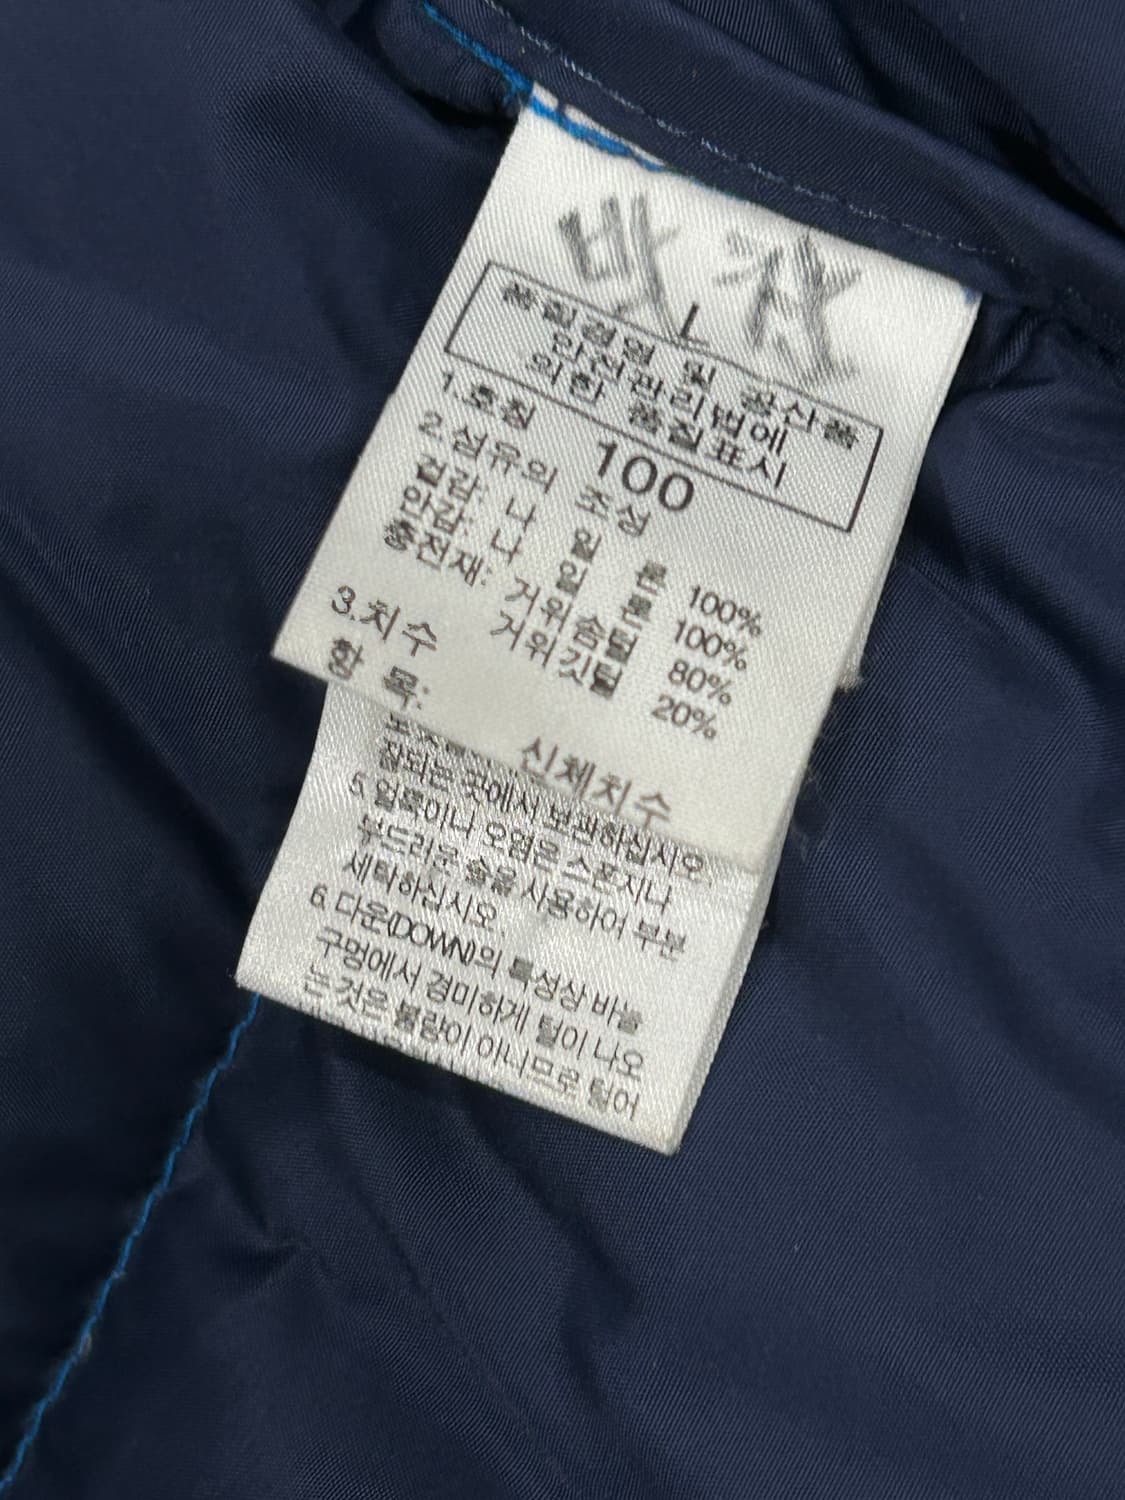 L
품질경영 및 공산품
안전관리법에
의한 품질표시
1.호칭 100
2.섬유의 조성
겉감: 나 일 론 100%
안감: 나 일 론 100%
충전재: 거위솜털 80%
거위깃털 20%
3.치수
항 목: 신체치수
잘되는 곳에서 보관하십시오.
5. 얼룩이나 오염은 스폰지나
부드러운 솔을 사용하여 부분
세탁하십시오.
6. 다운(DOWN)의 특성상 바늘
구멍에서 경미하게 털이 나오
는 것은 불량이 아니므로 털어